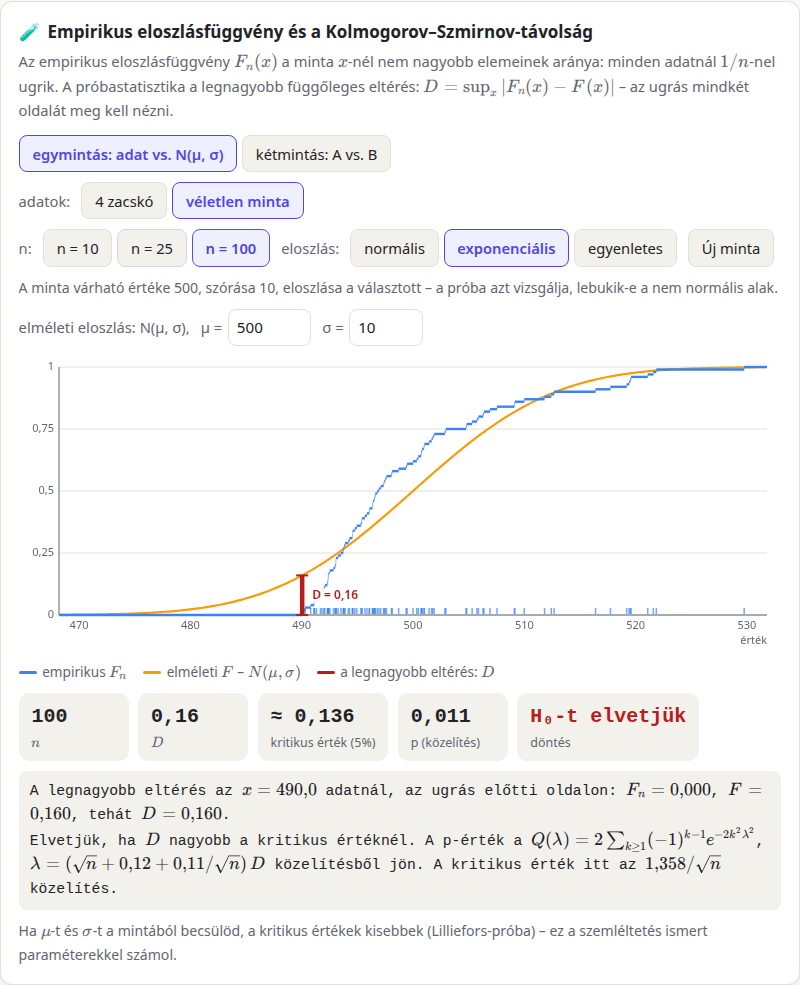 🧪 Empirikus eloszlásfüggvény és a Kolmogorov–Szmirnov-távolság
Az empirikus eloszlásfüggvény Fₙ(x) a minta x-nél nem nagyobb elemeinek aránya: minden adatnál 1/n-nel
ugrik. A próbastatisztika a legnagyobb függőleges eltérés: D = supₓ |Fₙ(x) − F(x)| – az ugrás mindkét
oldalát meg kell nézni.
egymintás: adat vs. N(μ, σ) kétmintás: A vs. B
adatok: 4 zacskó véletlen minta
n: n = 10 n = 25 n = 100 eloszlás: normális exponenciális egyenletes Új minta
A minta várható értéke 500, szórása 10, eloszlása a választott – a próba azt vizsgálja, lebukik-e a nem normális alak.
elméleti eloszlás: N(μ, σ), μ = 500 σ = 10
1
0,75
0,5
0,25
0
D = 0,16
470 480 490 500 510 520 530
érték
empirikus Fₙ elméleti F – N(μ, σ) a legnagyobb eltérés: D
100 0,16 ≈ 0,136 0,011 H₀-t elvetjük
n D kritikus érték (5%) p (közelítés) döntés
A legnagyobb eltérés az x = 490,0 adatnál, az ugrás előtti oldalon: Fₙ = 0,000, F =
0,160, tehát D = 0,160.
Elvetjük, ha D nagyobb a kritikus értéknél. A p-érték a Q(λ) = 2 ∑_{k≥1}(−1)^{k−1}e^{−2k²λ²},
λ = (√n + 0,12 + 0,11/√n) D közelítésből jön. A kritikus érték itt az 1,358/√n
közelítés.
Ha μ-t és σ-t a mintából becsülöd, a kritikus értékek kisebbek (Lilliefors-próba) – ez a szemléltetés ismert
paraméterekkel számol.